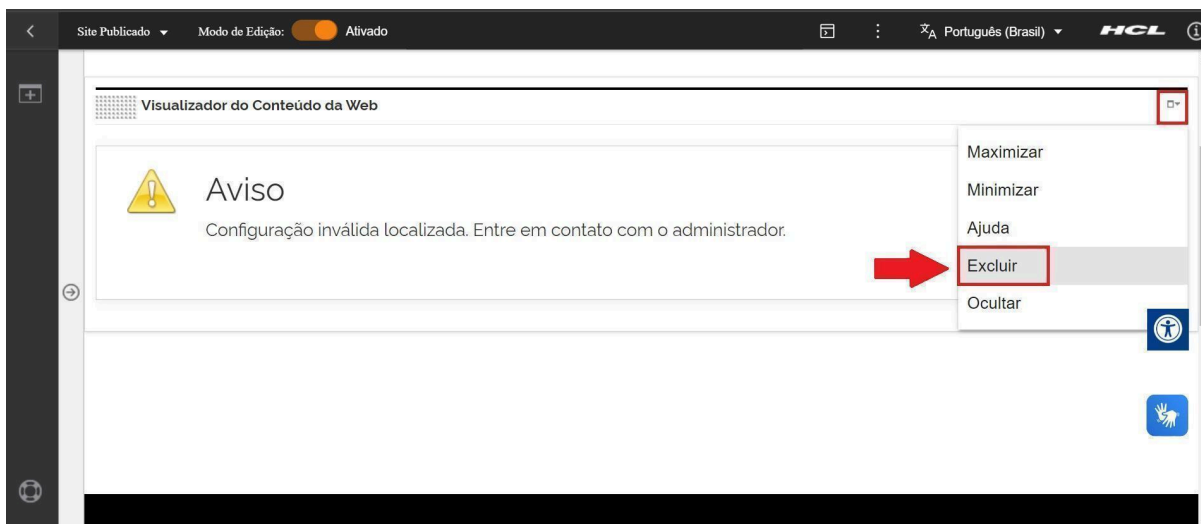 Site Publicado Modo de Edição: Ativado Português (Brasil) HCL
Visualizador do Conteúdo da Web
Maximizar
Aviso
Minimizar
Configuração inválida localizada. Entre em contato com o administrador.
Ajuda
Excluir
Ocultar